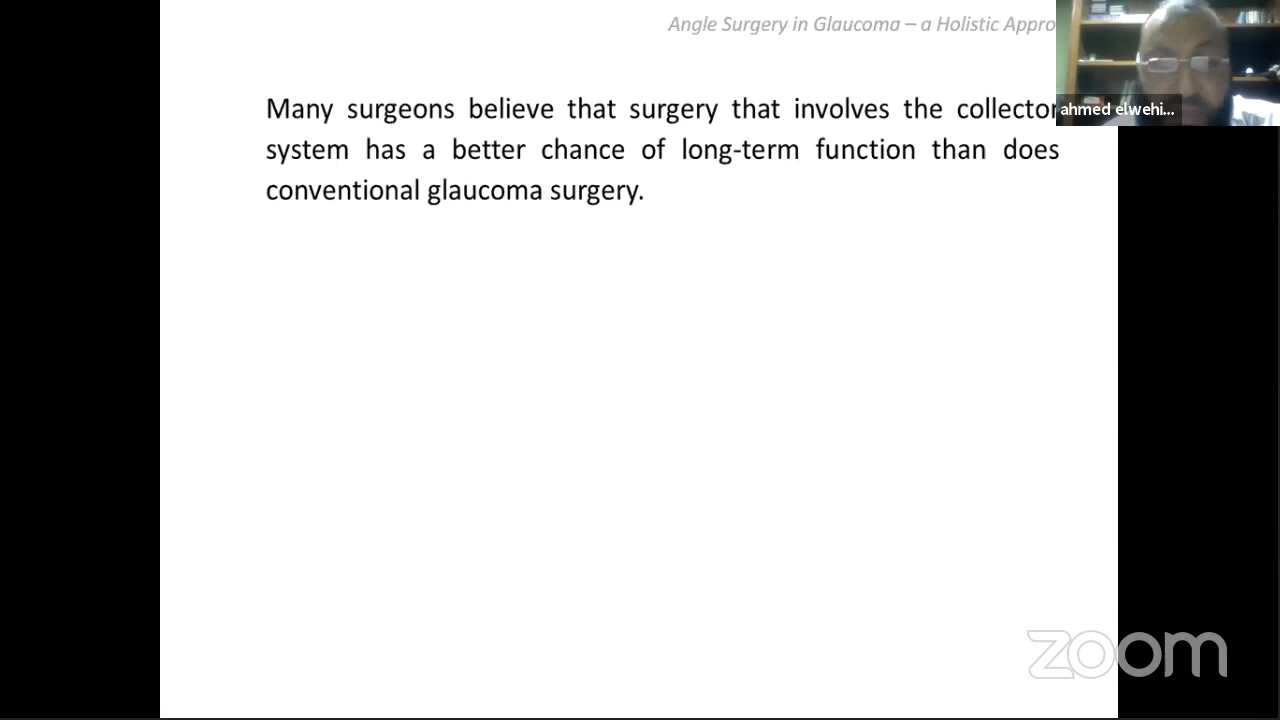 Angle Surgery in Glaucoma – a Holistic Appro
ahmed elwehi...
Many surgeons believe that surgery that involves the collector
system has a better chance of long-term function than does
conventional glaucoma surgery.
zoom